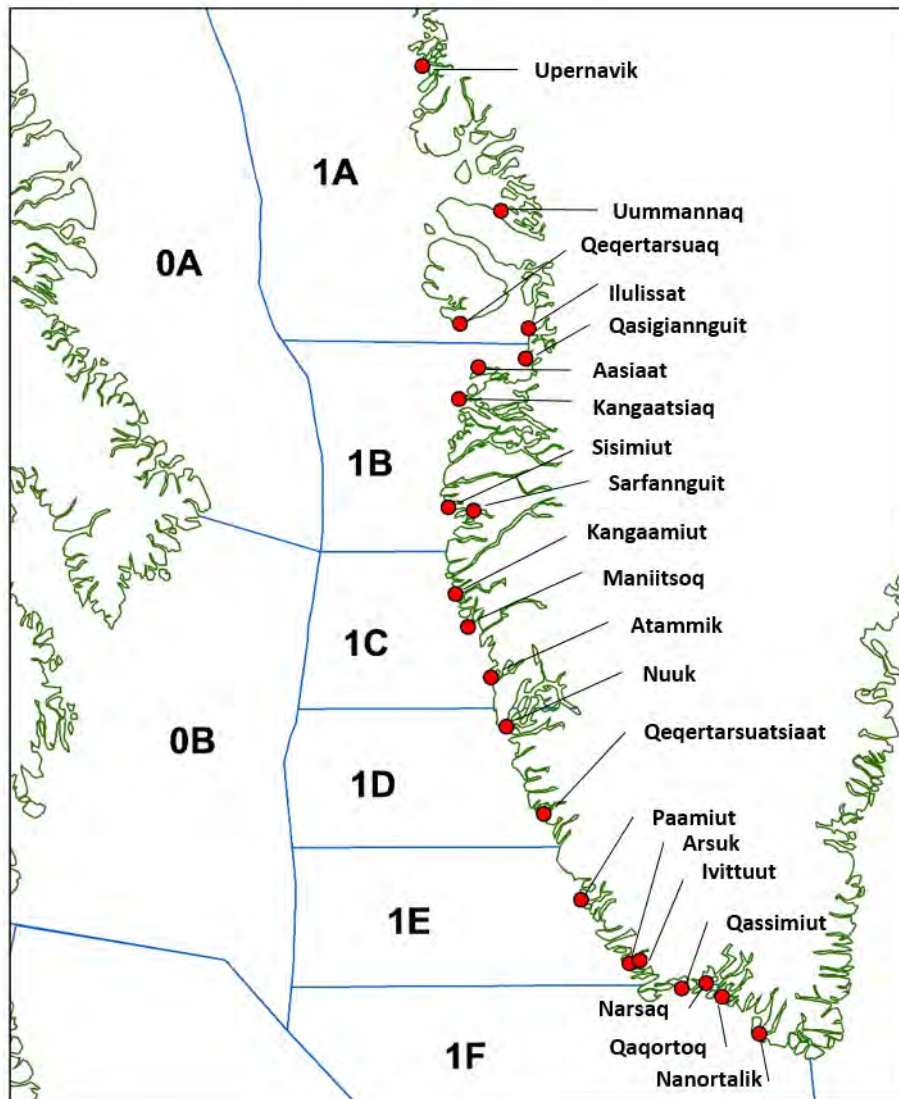 Upernavik
1A
Uummannaq
Qeqertarsuaq
0A
Ilulissat
Qasigiannguit
Aasiaat
Kangaatsiaq
Sisimiut
1B
Sarfannguit
Kangaamiut
Maniitsoq
Atammik
1C
Nuuk
Qeqertarsuatsiaat
0B
1D
Paamiut
Arsuk
Ivittuut
1E
Qassimiut
Narsaq
Qaqortoq
1F
Nanortalik